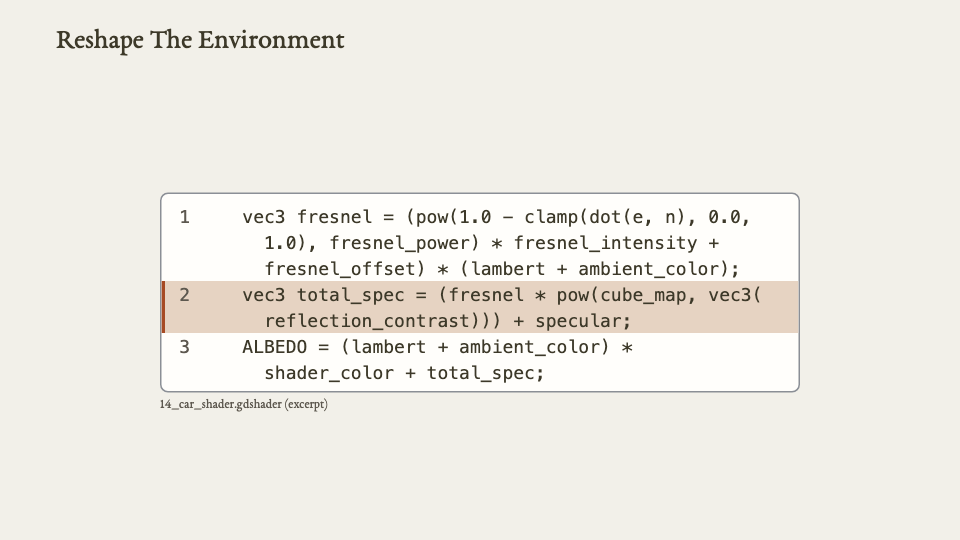 Reshape The Environment
1 vec3 fresnel = (pow(1.0 − clamp(dot(e, n), 0.0,
1.0), fresnel_power) * fresnel_intensity +
fresnel_offset) * (lambert + ambient_color);
2 vec3 total_spec = (fresnel * pow(cube_map, vec3(
reflection_contrast))) + specular;
3 ALBEDO = (lambert + ambient_color) *
shader_color + total_spec;
14_car_shader.gdshader (excerpt)